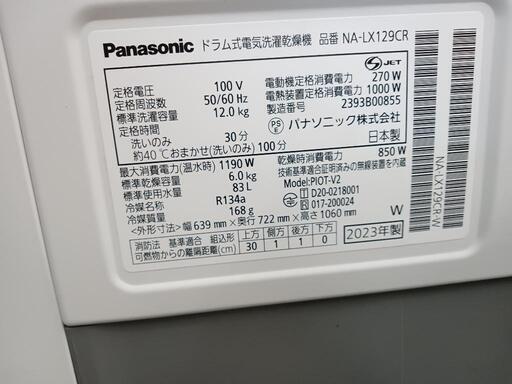 Panasonic ドラム式電気洗濯乾燥機 品番 NA-LX129CR
定格電圧 100 V
定格周波数 50/60 Hz
標準洗濯容量 12.0 kg
定格時間
洗いのみ 30 分
約40℃おまかせ(洗いのみ) 100 分
S JET
電動機定格消費電力 270 W
電熱装置定格消費電力 1000 W
製造番号 2393B00855
PS E パナソニック株式会社
日本製
最大消費電力(温水時) 1190 W
標準乾燥容量 6.0 kg
標準使用水量 83 L
冷媒名称 R134a
冷媒量 168 g
乾燥時消費電力 850 W
技術基準適合証明済みの無線装置を内蔵
Model:PIOT-V2
T D20-0218001
R 017-200024
<外形寸法> 幅 639 mm×奥行 722 mm×高さ 1060 mm
消防法 基準適合 組込形
可燃物からの離隔距離(cm)
上方 側方 後方 下方
30 1 1 0
W
2023年製
NA-LX129CR-W